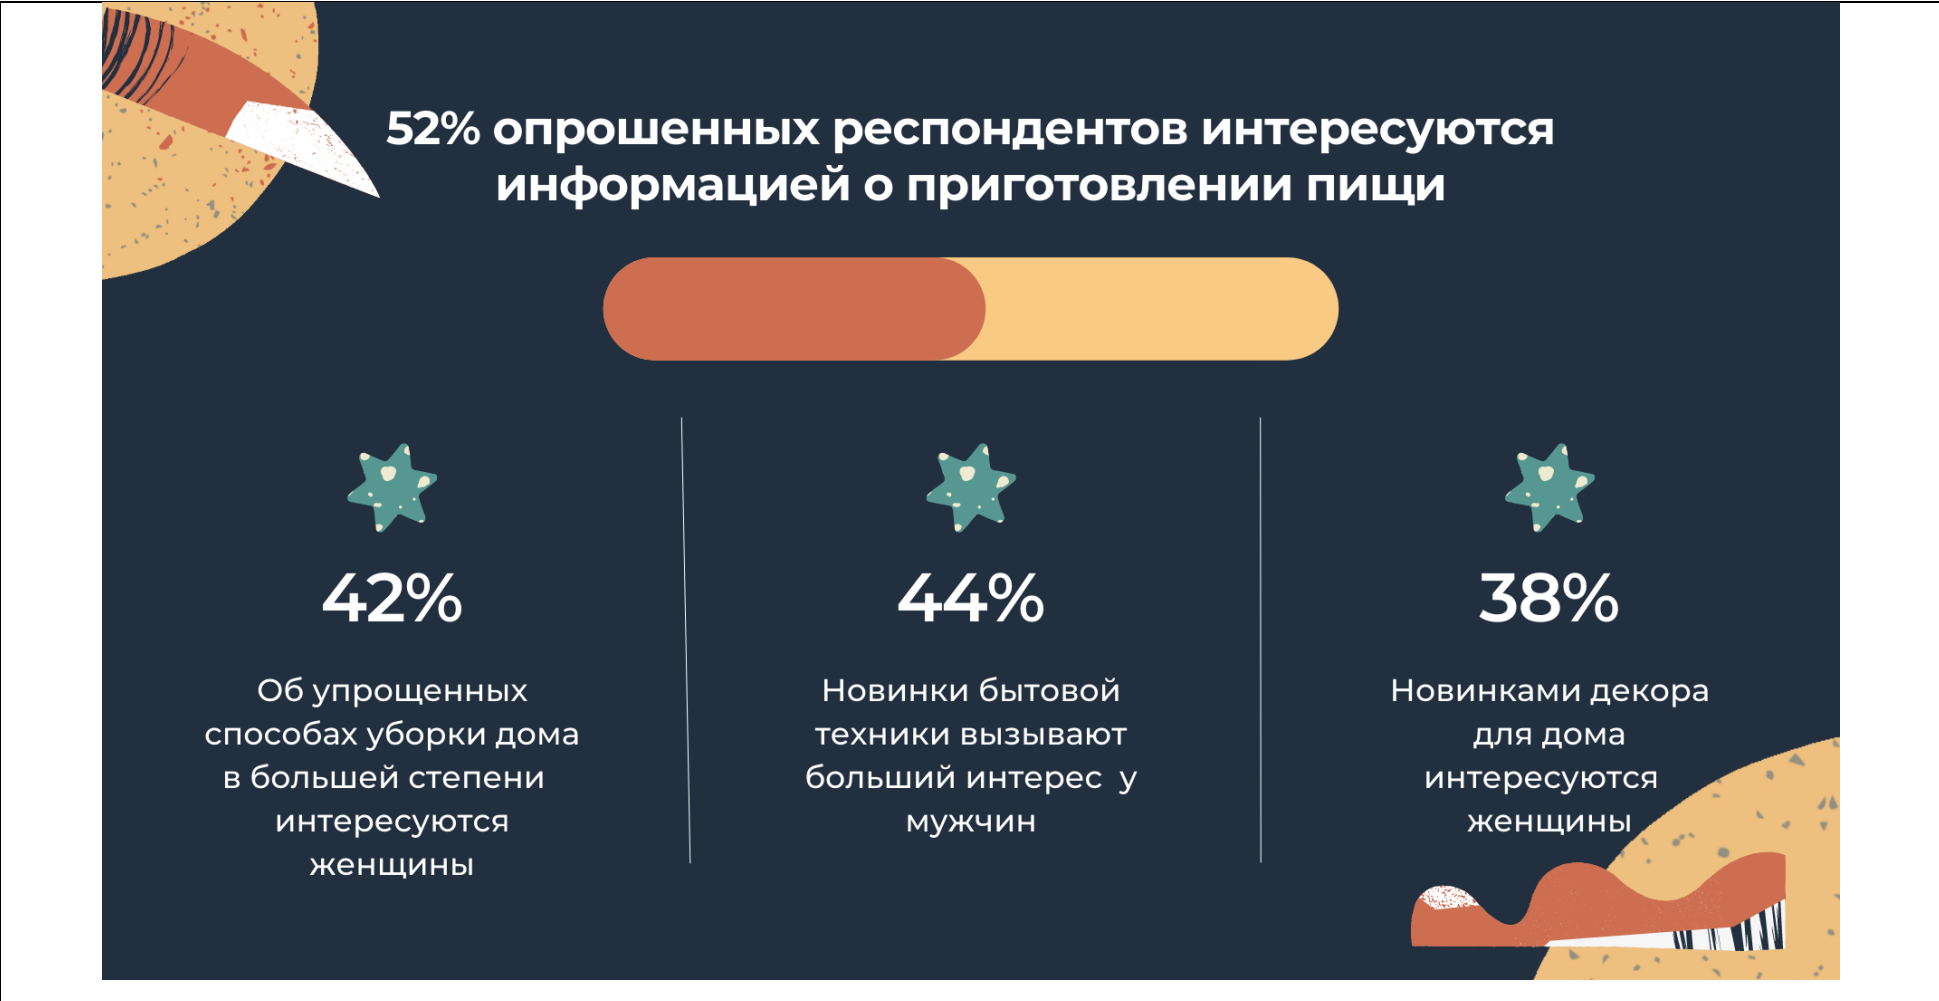 52% опрошенных респондентов интересуются
информацией о приготовлении пищи
42%
Об упрощенных
способах уборки дома
в большей степени
интересуются
женщины
44%
Новинки бытовой
техники вызывают
больший интерес у
мужчин
38%
Новинками декора
для дома
интересуются
женщины